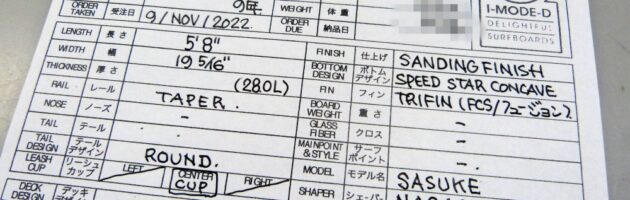 9年
ORDER TAKEN 受注日 9/NOV/2022 WEIGHT 体重
ORDER DUE 納品日
I-MODE-D
DELIGHTFUL
SURFBOARDS
LENGTH 長さ 5'8"
WIDTH 幅 19 5/16"
THICKNESS 厚さ (28.0L)
RAIL レール TAPER.
NOSE ノーズ -
TAIL テール -
TAIL DESIGN テールデザイン ROUND.
LEASH CUP リーシュカップ LEFT CENTER CUP RIGHT
DECK DESIGN デッキ
FINISH 仕上げ SANDING FINISH
BOTTOM DESIGN ボトムデザイン SPEED STAR CONCAVE
FIN フィン TRIFIN (FCS/フュージョン).
BOARD WEIGHT 重さ -
GLASS FIBER クロス -
MAINPOINT & STYLE サーフポイント -
MODEL モデル名 SASUKE
SHAPER シェーパー